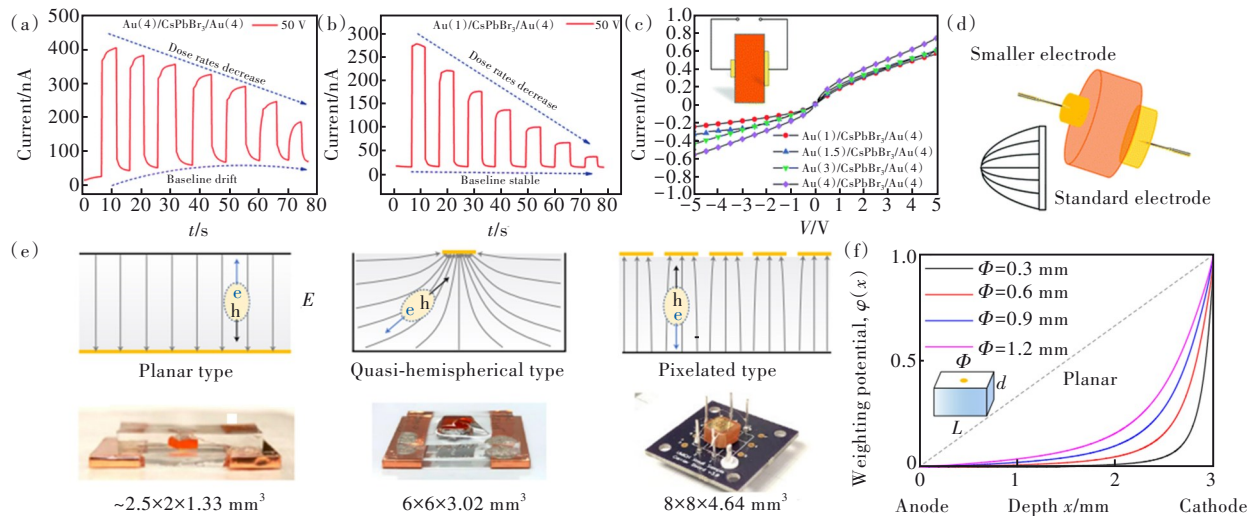 (a)
Au(4)/CsPbBr₃/Au(4)
50 V
Dose rates decrease
Baseline drift
Current/nA
400
300
200
100
50
0
0 10 20 30 40 50 60 70 80
t/s
(b)
Au(1)/CsPbBr₃/Au(4)
50 V
Dose rates decrease
Baseline stable
Current/nA
350
300
250
200
150
100
50
0
0 10 20 30 40 50 60 70 80
t/s
(c)
Current/nA
1.0
0.8
0.6
0.4
0.2
0
−0.2
−0.4
−0.6
−0.8
−1.0
Au(1)/CsPbBr₃/Au(4)
Au(1.5)/CsPbBr₃/Au(4)
Au(3)/CsPbBr₃/Au(4)
Au(4)/CsPbBr₃/Au(4)
−5 −4 −3 −2 −1 0 1 2 3 4 5
V/V
(d)
Smaller electrode
Standard electrode
(e)
e
h
E
Planar type
h
e
Quasi-hemispherical type
h
e
Pixelated type
~2.5×2×1.33 mm³
6×6×3.02 mm³
8×8×4.64 mm³
(f)
Weighting potential, φ(x)
1.0
0.5
0
Φ=0.3 mm
Φ=0.6 mm
Φ=0.9 mm
Φ=1.2 mm
Planar
Φ
d
L
0 1 2 3
Anode Depth x/mm Cathode